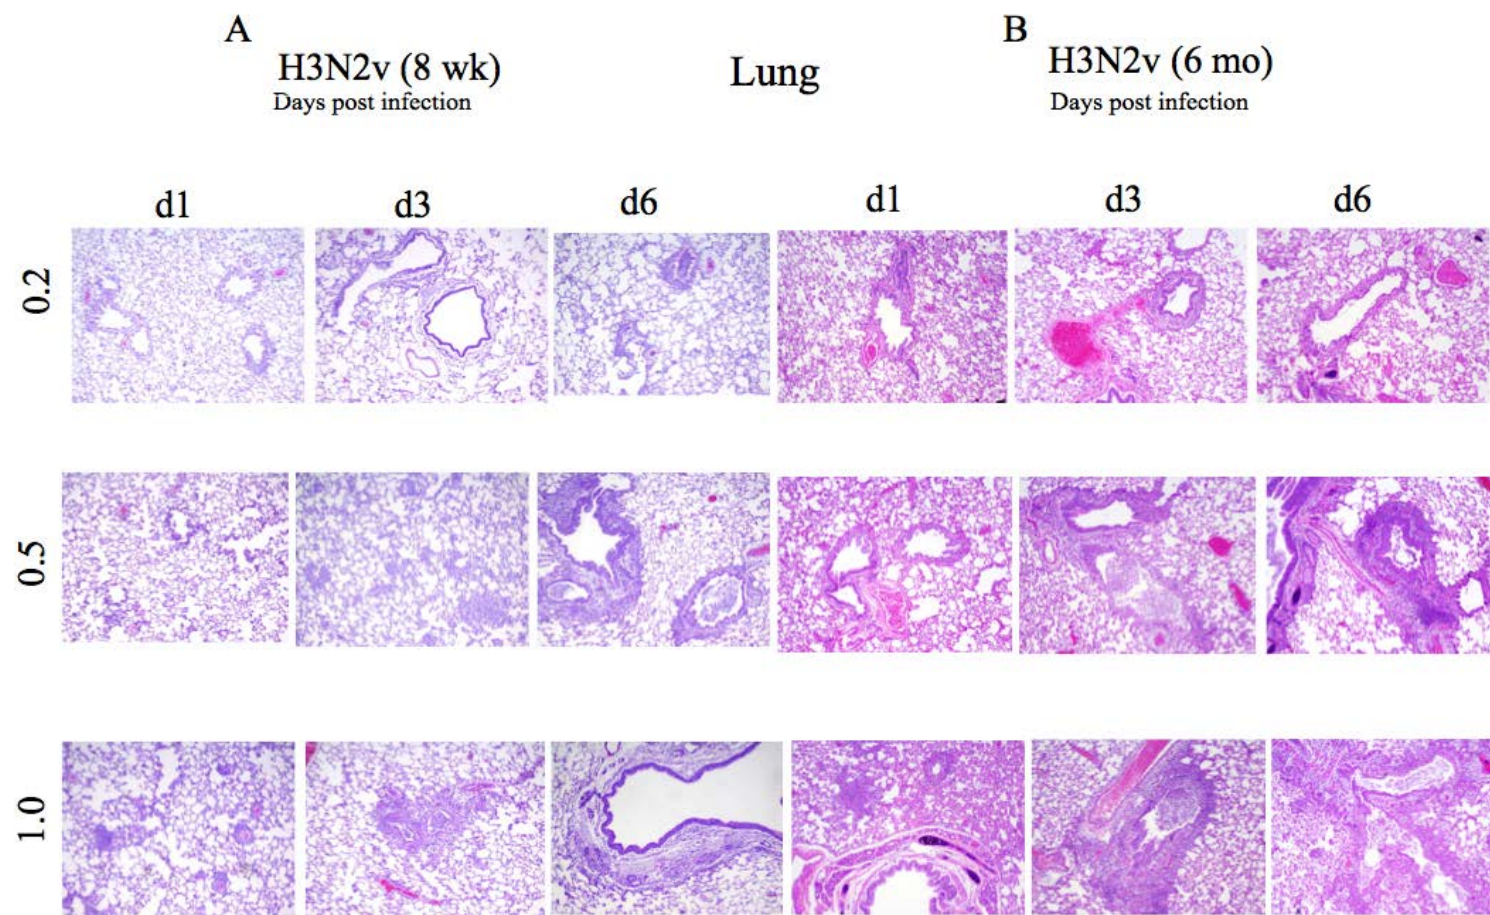 A
H3N2v (8 wk)
Days post infection
Lung
B
H3N2v (6 mo)
Days post infection
d1 d3 d6 d1 d3 d6
0.2
0.5
1.0